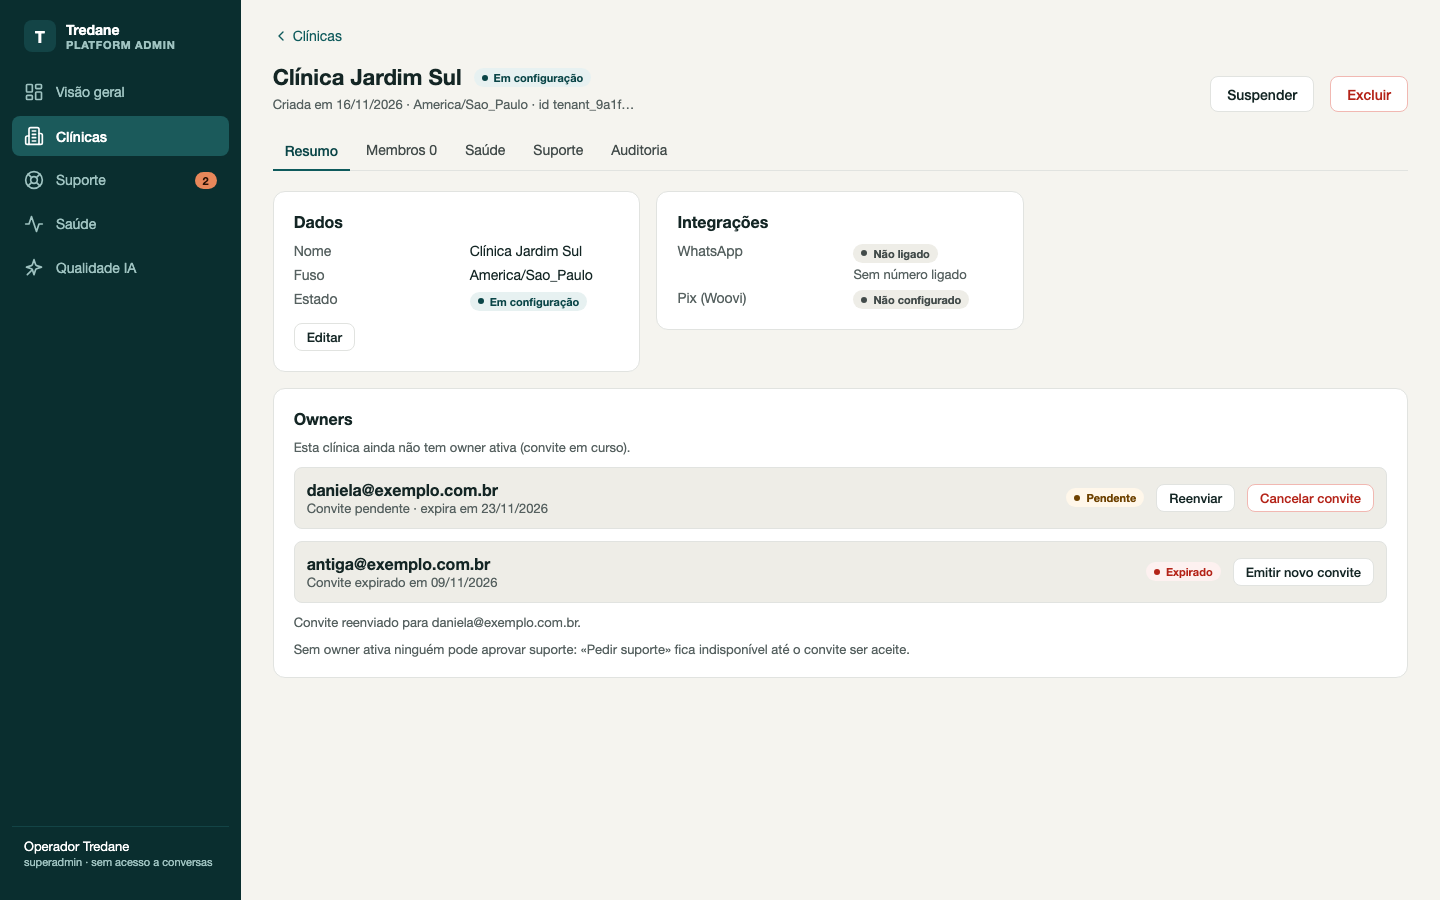 T
Tredane
PLATFORM ADMIN
Visão geral
Clínicas
Suporte
2
Saúde
Qualidade IA
Operador Tredane
superadmin · sem acesso a conversas
Clínicas
Clínica Jardim Sul
Em configuração
Criada em 16/11/2026 · America/Sao_Paulo · id tenant_9a1f…
Suspender
Excluir
Resumo
Membros 0
Saúde
Suporte
Auditoria
Dados
Nome
Clínica Jardim Sul
Fuso
America/Sao_Paulo
Estado
Em configuração
Editar
Integrações
WhatsApp
Não ligado
Sem número ligado
Pix (Woovi)
Não configurado
Owners
Esta clínica ainda não tem owner ativa (convite em curso).
daniela@exemplo.com.br
Convite pendente · expira em 23/11/2026
Pendente
Reenviar
Cancelar convite
antiga@exemplo.com.br
Convite expirado em 09/11/2026
Expirado
Emitir novo convite
Convite reenviado para daniela@exemplo.com.br.
Sem owner ativa ninguém pode aprovar suporte: «Pedir suporte» fica indisponível até o convite ser aceite.